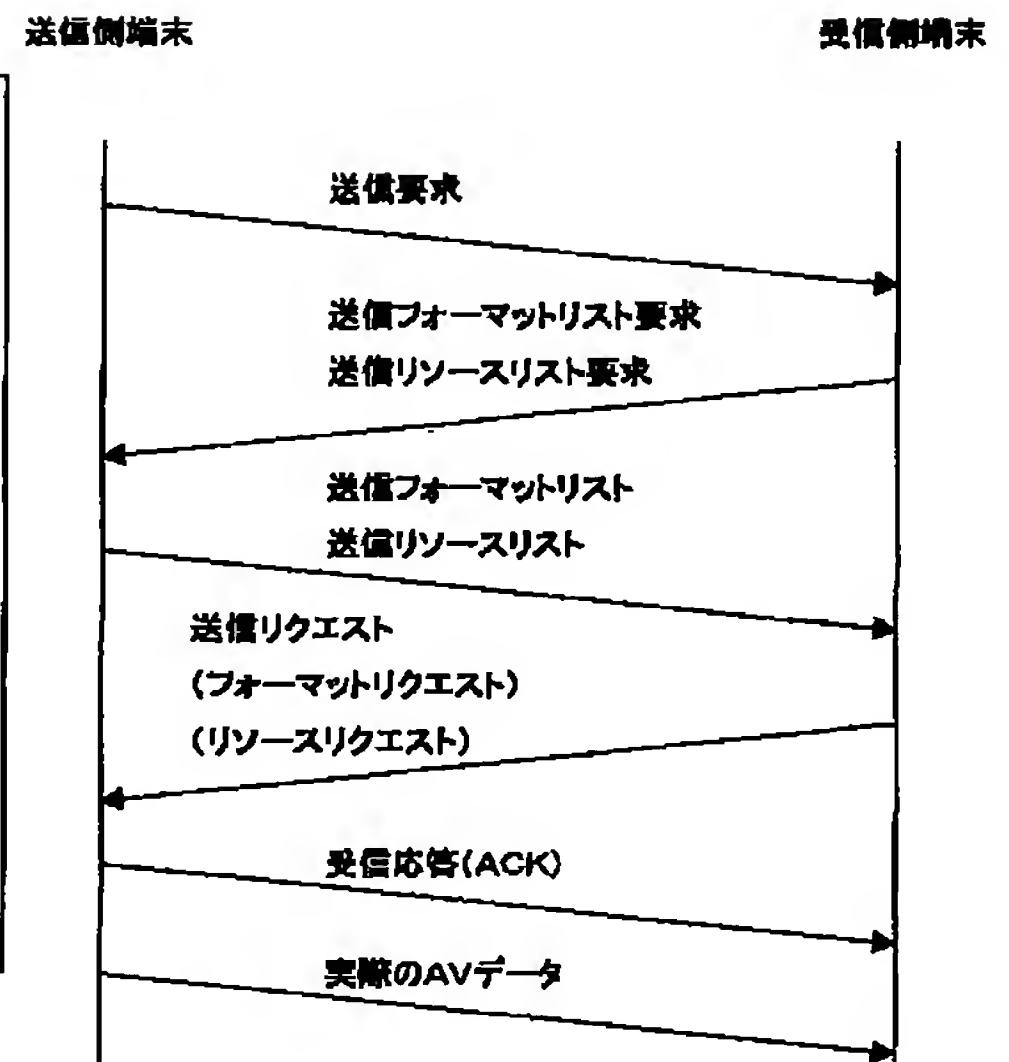 送信側端末
受信側端末
送信要求
送信フォーマットリスト要求
送信リソースリスト要求
送信フォーマットリスト
送信リソースリスト
送信リクエスト
(フォーマットリクエスト)
(リソースリクエスト)
受信応答(ACK)
実際のAVデータ